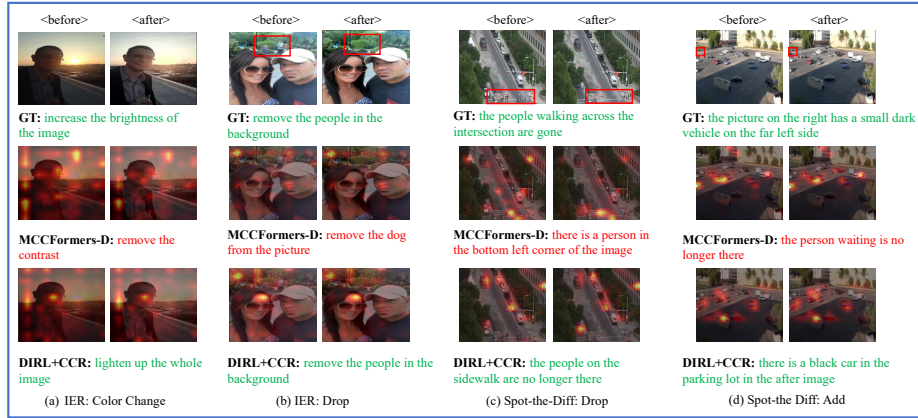 <before> <after> <before> <after> <before> <after> <before> <after>
GT: increase the brightness of
the image
GT: remove the people in the
background
GT: the people walking across the
intersection are gone
GT: the picture on the right has a small dark
vehicle on the far left side
MCCFormers-D: remove the
contrast
MCCFormers-D: remove the dog
from the picture
MCCFormers-D: there is a person in
the bottom left corner of the image
MCCFormers-D: the person waiting is no
longer there
DIRL+CCR: lighten up the whole
image
DIRL+CCR: remove the people in the
background
DIRL+CCR: the people on the
sidewalk are no longer there
DIRL+CCR: there is a black car in the
parking lot in the after image
(a) IER: Color Change
(b) IER: Drop
(c) Spot-the-Diff: Drop
(d) Spot-the Diff: Add